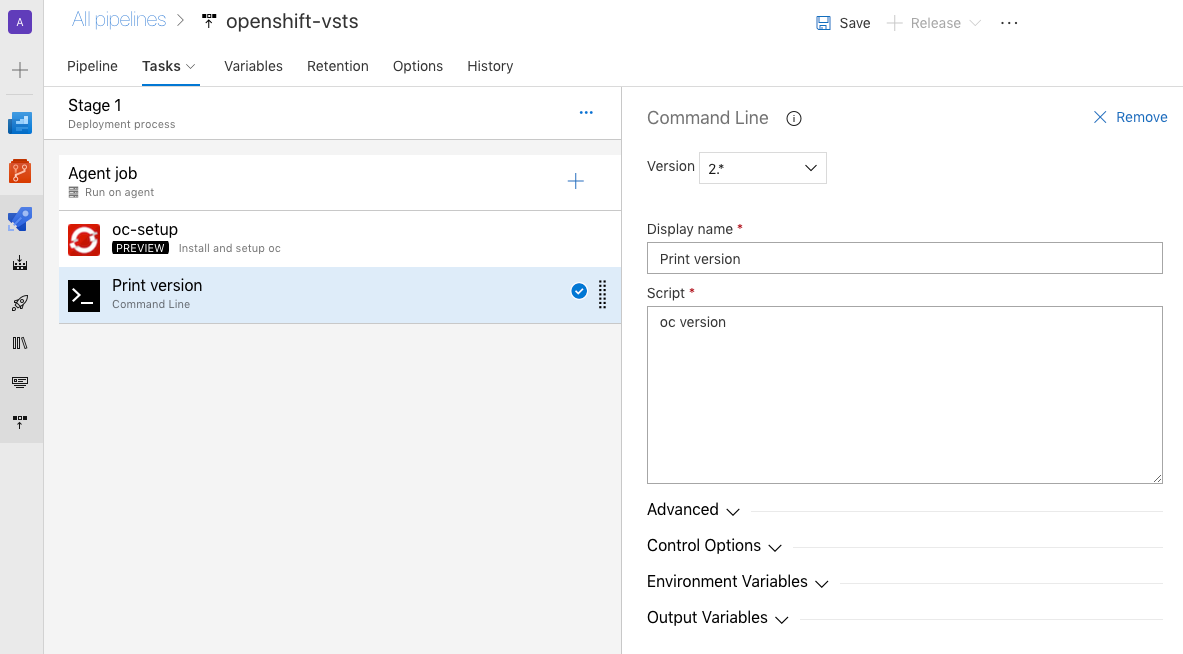 A
All pipelines
openshift-vsts
Save
Release
...
Pipeline
Tasks
Variables
Retention
Options
History
Stage 1
Deployment process
...
Agent job
Run on agent
oc-setup
PREVIEW Install and setup oc
>_
Print version
Command Line
Command Line
Remove
Version 2.*
Display name *
Print version
Script *
oc version
Advanced
Control Options
Environment Variables
Output Variables